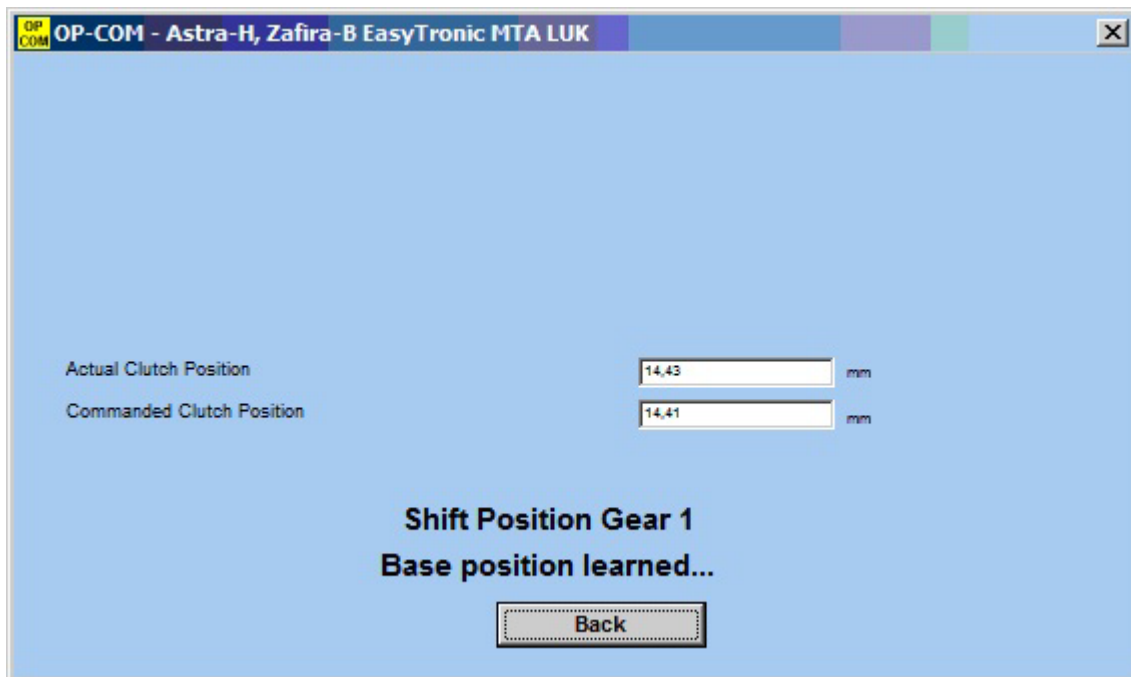 OP COM OP-COM - Astra-H, Zafira-B EasyTronic MTA LUK
Actual Clutch Position 14,43 mm
Commanded Clutch Position 14,41 mm
Shift Position Gear 1
Base position learned...
Back